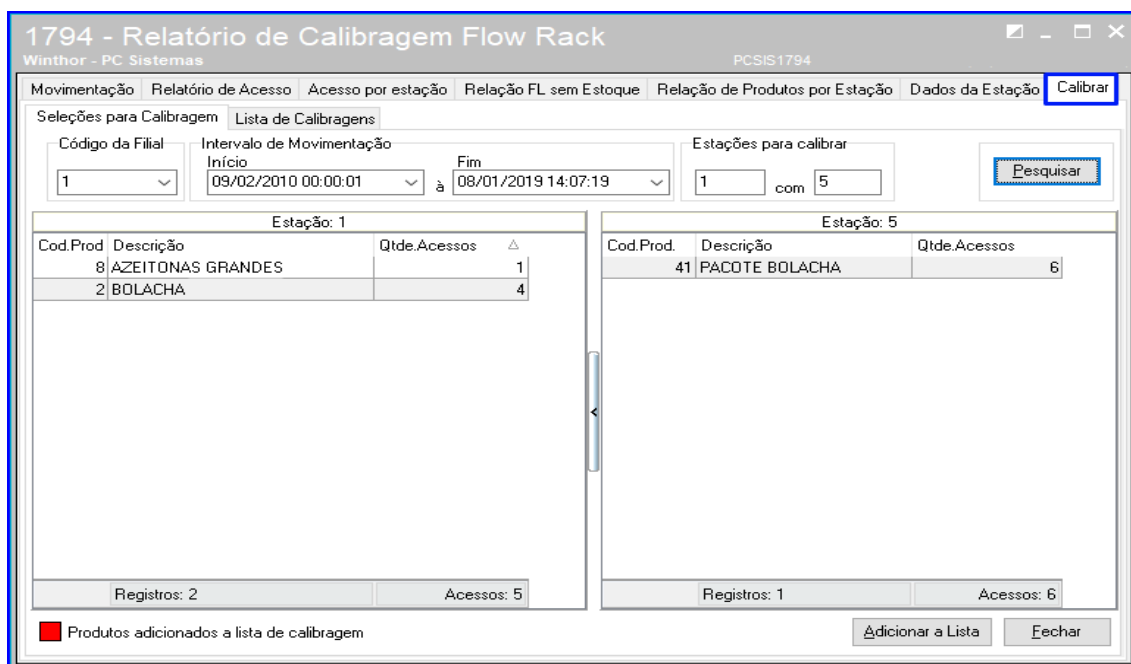 1794 - Relatório de Calibragem Flow Rack
Winthor - PC Sistemas PCSIS1794
Movimentação Relatório de Acesso Acesso por estação Relação FL sem Estoque Relação de Produtos por Estação Dados da Estação Calibrar
Seleções para Calibragem Lista de Calibragens
Código da Filial Intervalo de Movimentação Estações para calibrar
Início Fim
1 09/02/2010 00:00:01 à 08/01/2019 14:07:19 1 com 5 Pesquisar
Estação: 1 Estação: 5
Cod.Prod Descrição Qtde.Acessos Cod.Prod. Descrição Qtde.Acessos
8 AZEITONAS GRANDES 1 41 PACOTE BOLACHA 6
2 BOLACHA 4
Registros: 2 Acessos: 5 Registros: 1 Acessos: 6
Produtos adicionados a lista de calibragem Adicionar a Lista Fechar